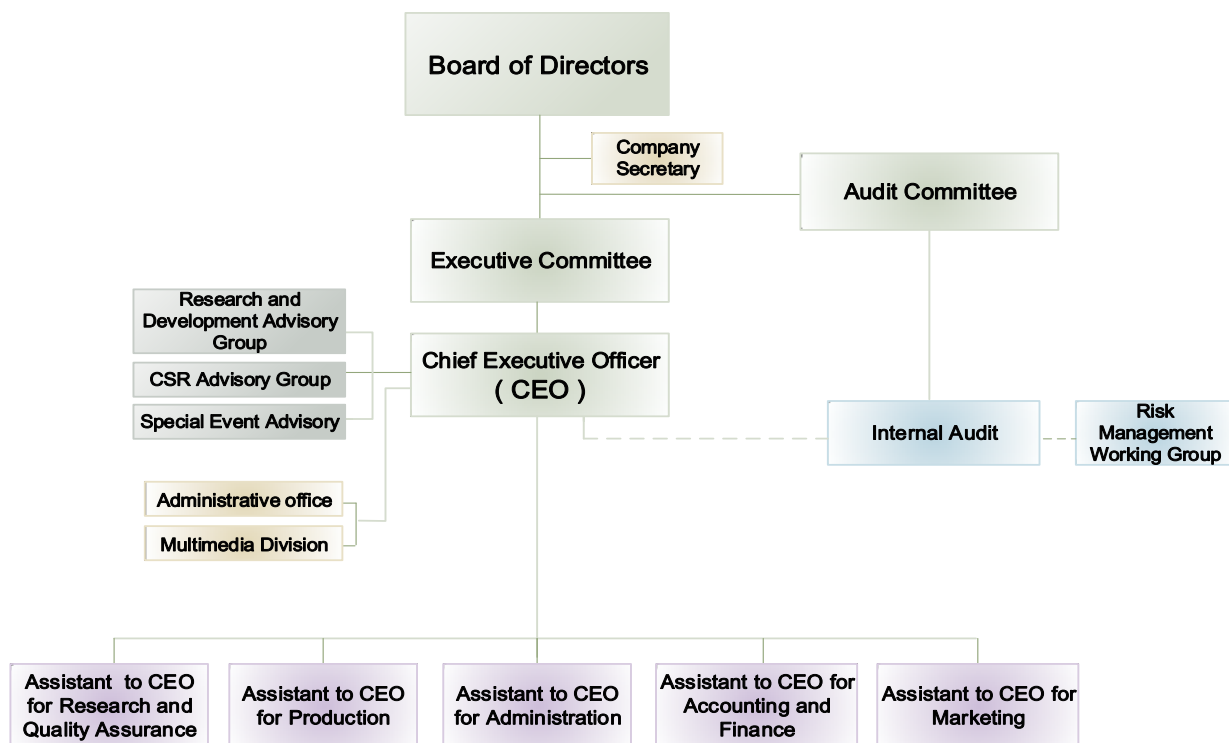 Board of Directors
Company
Secretary
Audit Committee
Executive Committee
Research and
Development Advisory
Group
Chief Executive Officer
( CEO )
CSR Advisory Group
Special Event Advisory
Internal Audit
Risk
Management
Working Group
Administrative office
Multimedia Division
Assistant to CEO
for Research and
Quality Assurance
Assistant to CEO
for Production
Assistant to CEO
for Administration
Assistant to CEO for
Accounting and
Finance
Assistant to CEO for
Marketing